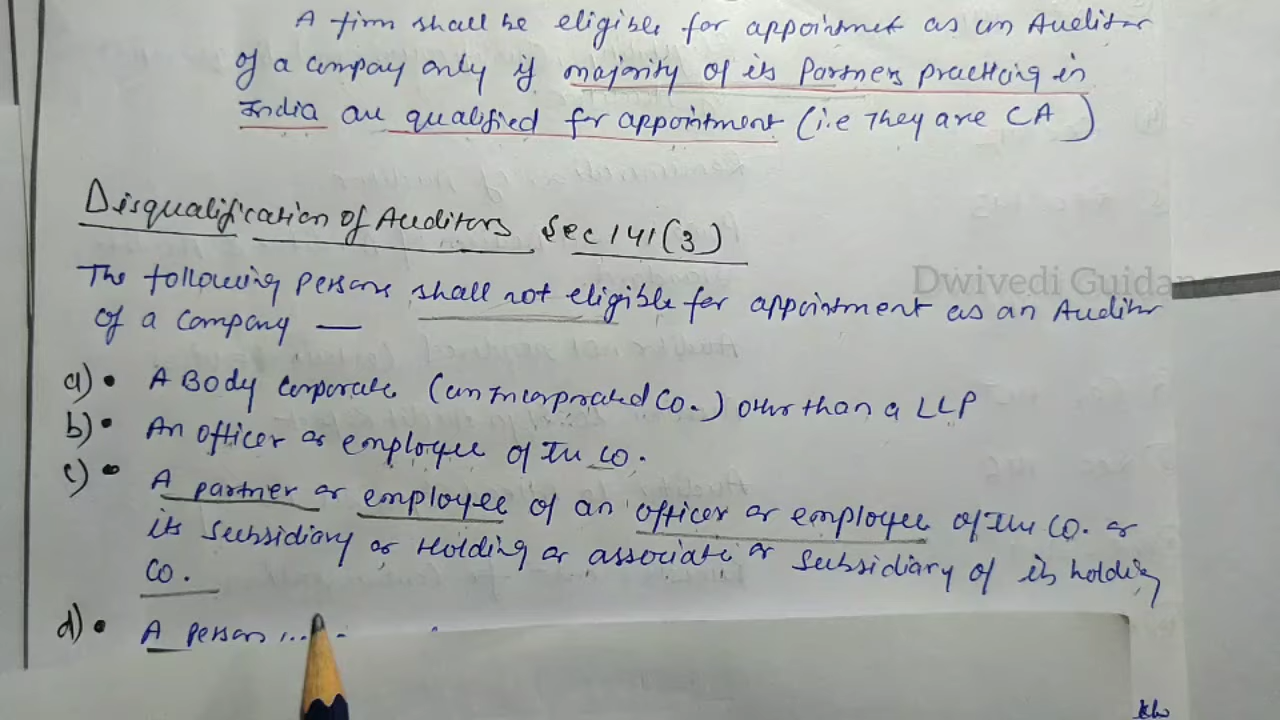 A firm shall be eligible for appointmet as an Auditor
of a compay only if majority of its Partners practicing in
India are qualified for appointment (i.e They are CA)
Disqualification of Auditors Sec 141(3)
The following Persons shall not eligible for appointment as an Auditor
of a Company —
a) • A Body Corporate (an Incorporated Co.) other than a LLP
b) • An officer or employee of The CO.
c) • A partner or employee of an officer or employee of The CO. or
its Subsidiary or Holding or associate or Subsidiary of its holding
CO.
d) • A Person ...
Dwivedi Guidance